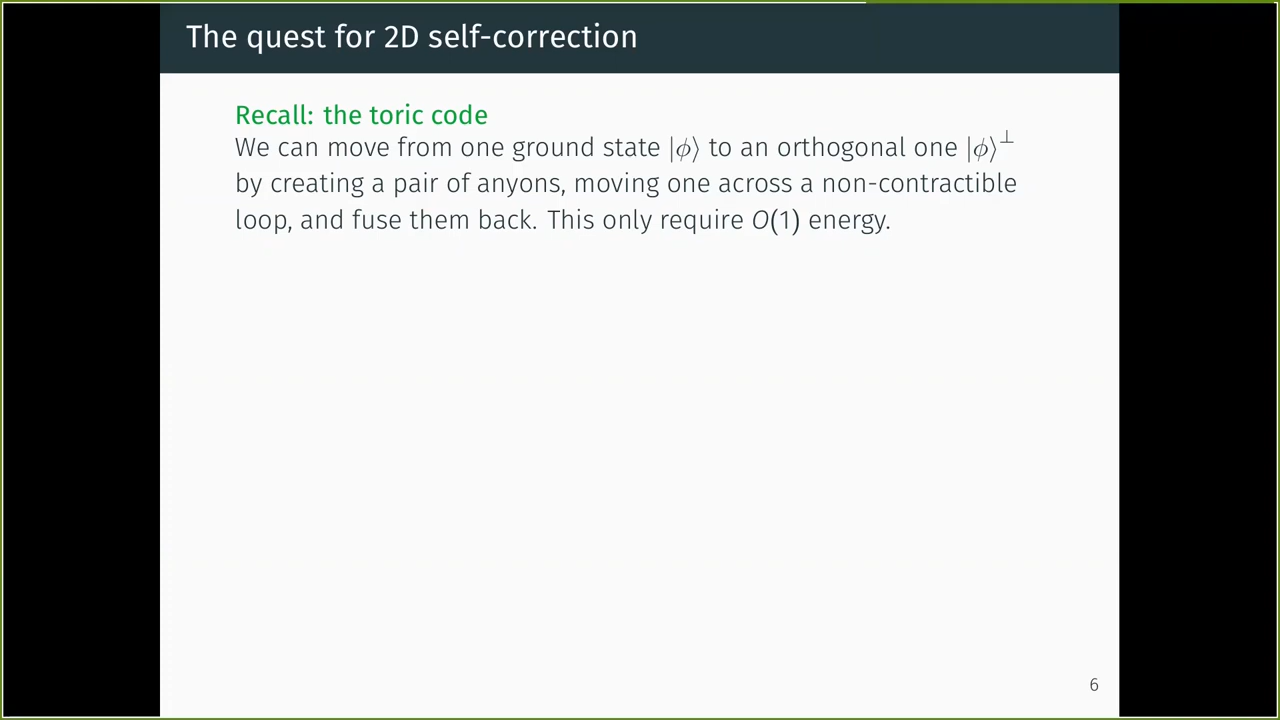 The quest for 2D self-correction
Recall: the toric code
We can move from one ground state |ϕ⟩ to an orthogonal one |ϕ⟩⊥
by creating a pair of anyons, moving one across a non-contractible
loop, and fuse them back. This only require O(1) energy.
6